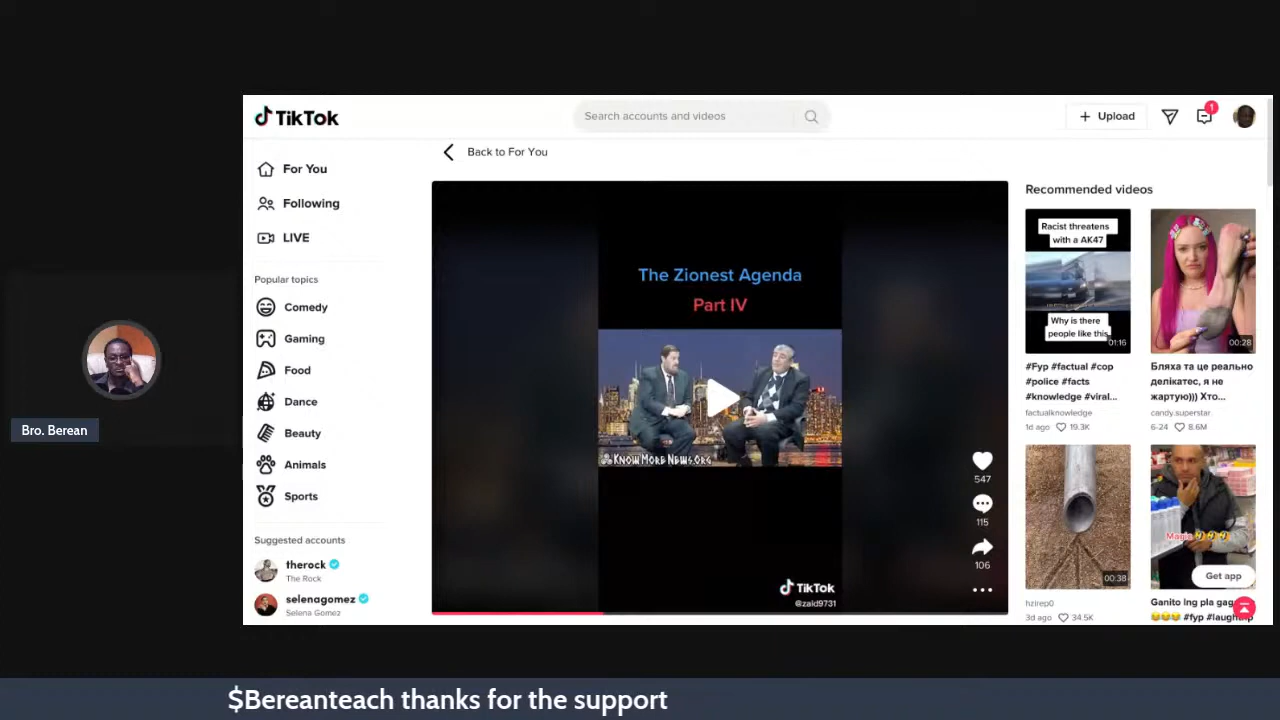 TikTok
Search accounts and videos
Upload
1
Back to For You
For You
Following
LIVE
Popular topics
Comedy
Gaming
Food
Dance
Beauty
Animals
Sports
Suggested accounts
therock
The Rock
selenagomez
Selena Gomez
The Zionest Agenda
Part IV
KNOWMORENEWS.ORG
547
115
106
TikTok
@zaid9731
Recommended videos
Racist threatens
with a AK47
Why is there
people like this
01:16
#Fyp #factual #cop
#police #facts
#knowledge #viral...
factualknowledge
1d ago 19.3K
00:28
Бляха та це реально
делікатес, я не
жартую))) Хто...
candy.superstar
6-24 8.6M
00:38
hzirep0
3d ago 34.5K
Magic
Get app
Ganito lng pla gag
#fyp
Bro. Berean
$Bereanteach thanks for the support